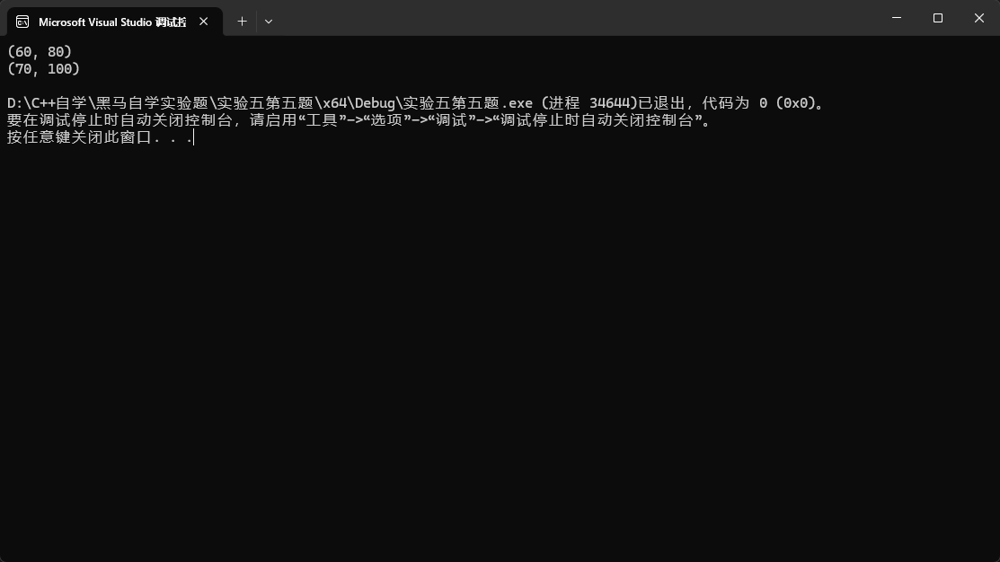 Microsoft Visual Studio 调试控
(60, 80)
(70, 100)
D:\C++自学\黑马自学实验题\实验五第五题\x64\Debug\实验五第五题.exe (进程 34644)已退出，代码为 0 (0x0)。
要在调试停止时自动关闭控制台，请启用“工具”->“选项”->“调试”->“调试停止时自动关闭控制台”。
按任意键关闭此窗口. . .